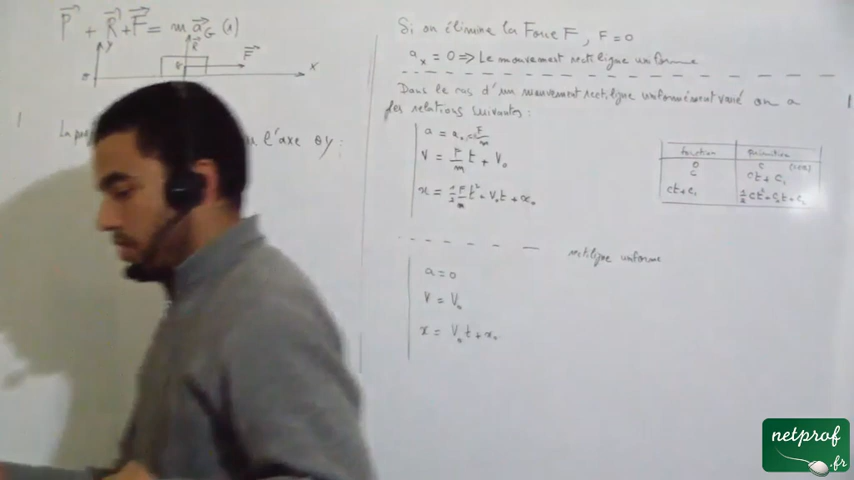 P + R + F = m a_G (1)
y
R
F
G
o
x
La
l'axe oy :
Si on élimine la Force F, F = 0
a_x = 0 => Le mouvement rectiligne uniforme
Dans le cas d'un mouvement rectiligne uniformément varié on a
les relations suivantes :
a = F/m
V = F/m t + V₀
x = 1/2 F/m t² + V₀t + x₀
fonction primitive
0 C
C Ct + C₁
Ct + C₁ 1/2 Ct² + C₁t + C₂
rectiligne uniforme
a = 0
V = V₀
x = V₀t + x₀
netprof
.fr